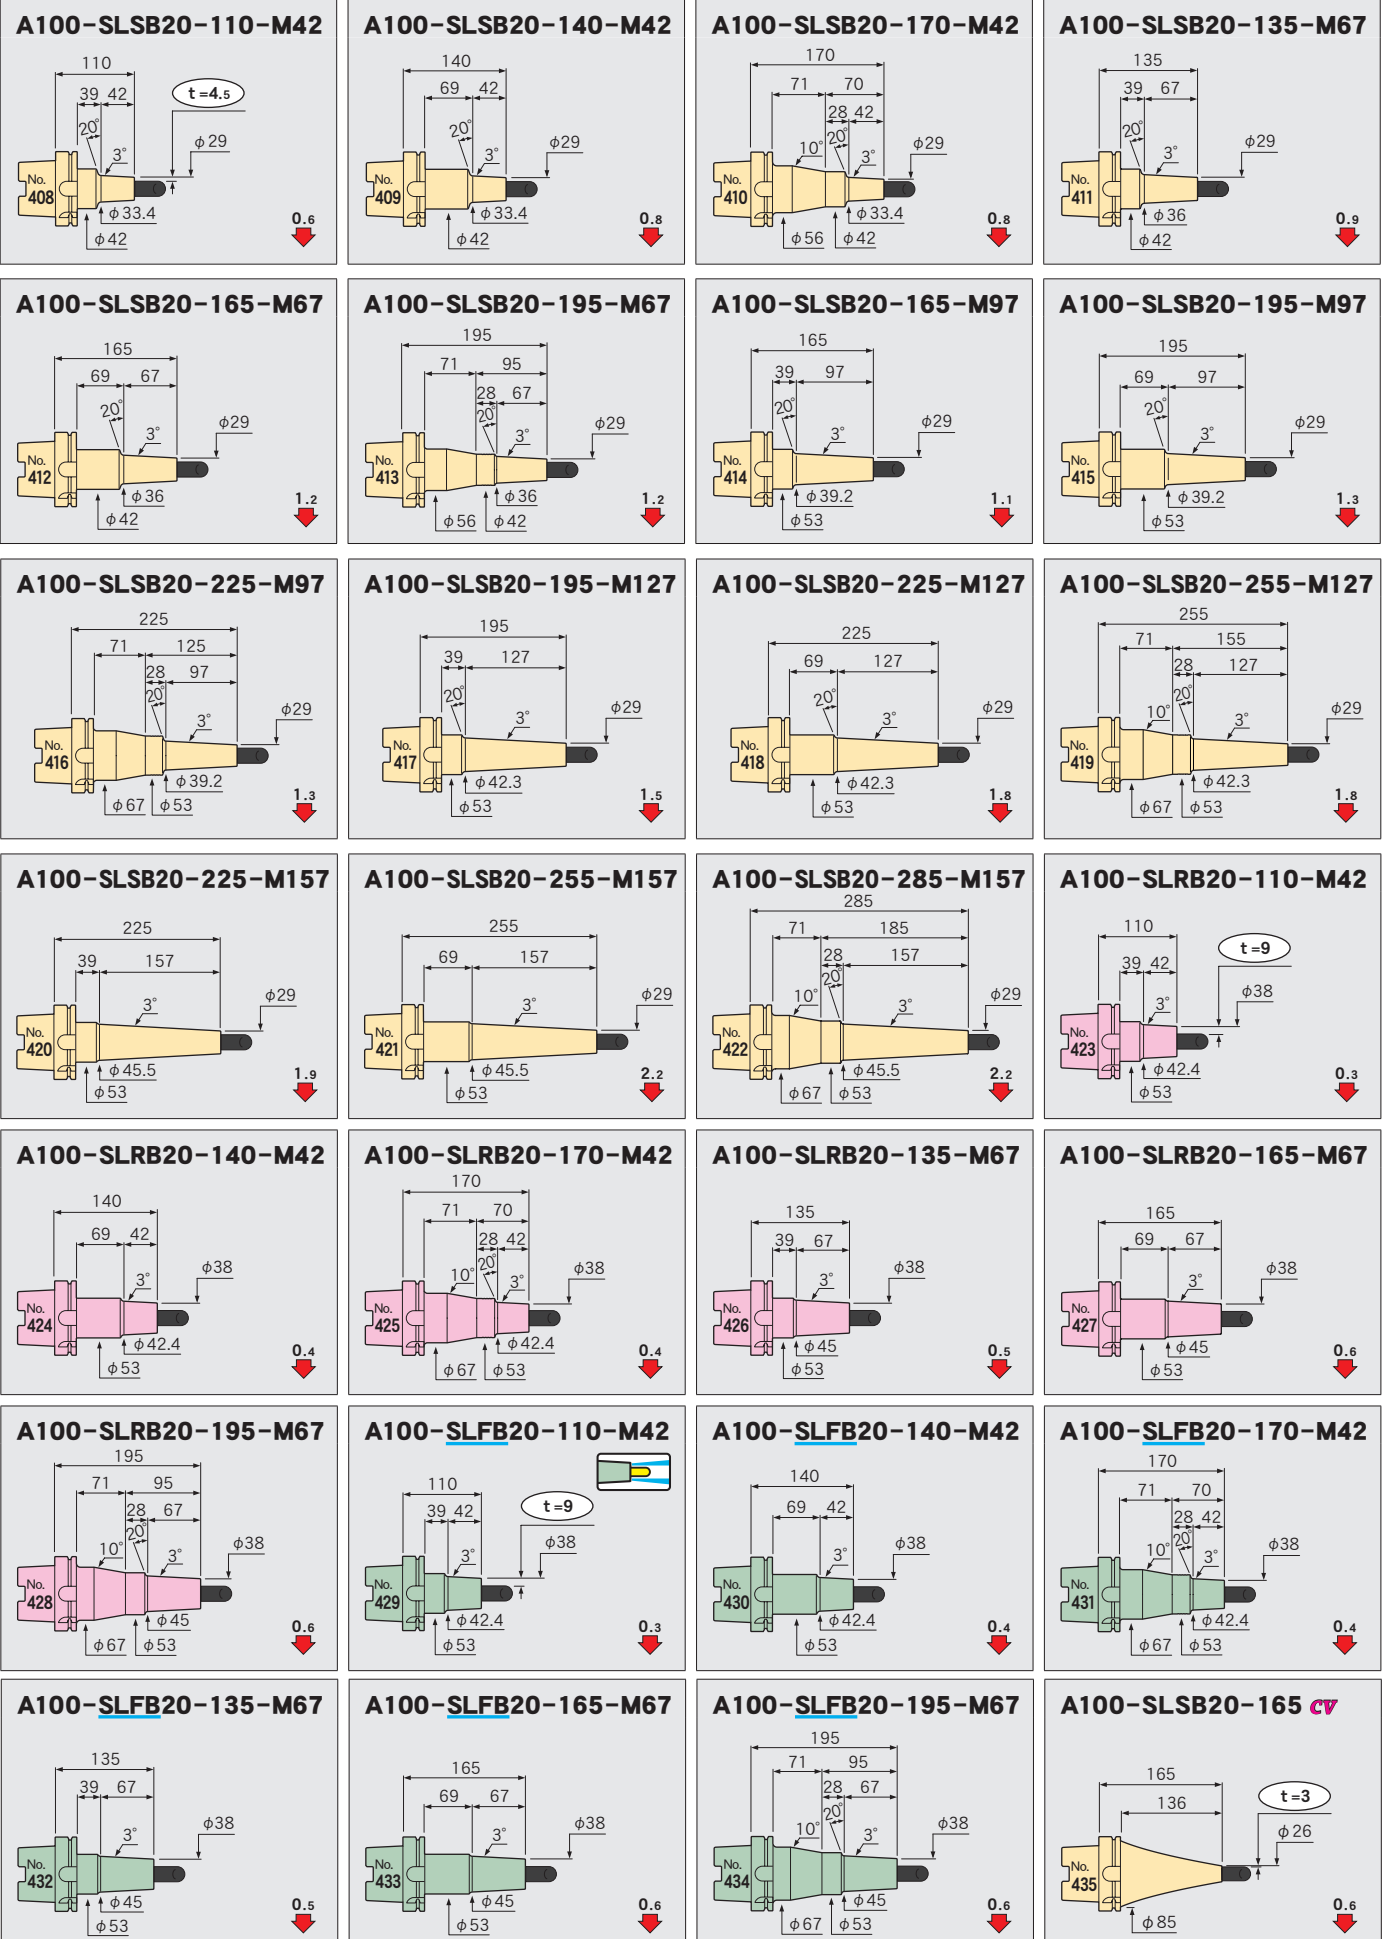 A100-SLSB20-110-M42
110
39 42
t=4.5
20°
3°
φ29
No.
408
φ33.4
φ42
0.6
A100-SLSB20-140-M42
140
69 42
20°
3°
φ29
No.
409
φ33.4
φ42
0.8
A100-SLSB20-170-M42
170
71 70
28 42
20°
10°
3°
φ29
No.
410
φ33.4
φ56 φ42
0.8
A100-SLSB20-135-M67
135
39 67
20°
3°
φ29
No.
411
φ36
φ42
0.9
A100-SLSB20-165-M67
165
69 67
20°
3°
φ29
No.
412
φ36
φ42
1.2
A100-SLSB20-195-M67
195
71 95
28 67
20°
3°
φ29
No.
413
φ36
φ56 φ42
1.2
A100-SLSB20-165-M97
165
39 97
20°
3°
φ29
No.
414
φ39.2
φ53
1.1
A100-SLSB20-195-M97
195
69 97
20°
3°
φ29
No.
415
φ39.2
φ53
1.3
A100-SLSB20-225-M97
225
71 125
28 97
20°
3°
φ29
No.
416
φ39.2
φ67 φ53
1.3
A100-SLSB20-195-M127
195
39 127
20°
3°
φ29
No.
417
φ42.3
φ53
1.5
A100-SLSB20-225-M127
225
69 127
20°
3°
φ29
No.
418
φ42.3
φ53
1.8
A100-SLSB20-255-M127
255
71 155
28 127
20°
10°
3°
φ29
No.
419
φ42.3
φ67 φ53
1.8
A100-SLSB20-225-M157
225
39 157
3°
φ29
No.
420
φ45.5
φ53
1.9
A100-SLSB20-255-M157
255
69 157
3°
φ29
No.
421
φ45.5
φ53
2.2
A100-SLSB20-285-M157
285
71 185
28 157
20°
10°
3°
φ29
No.
422
φ45.5
φ67 φ53
2.2
A100-SLRB20-110-M42
110
t=9
39 42
3°
φ38
No.
423
φ42.4
φ53
0.3
A100-SLRB20-140-M42
140
69 42
3°
φ38
No.
424
φ42.4
φ53
0.4
A100-SLRB20-170-M42
170
71 70
28 42
20°
10°
3°
φ38
No.
425
φ42.4
φ67 φ53
0.4
A100-SLRB20-135-M67
135
39 67
3°
φ38
No.
426
φ45
φ53
0.5
A100-SLRB20-165-M67
165
69 67
3°
φ38
No.
427
φ45
φ53
0.6
A100-SLRB20-195-M67
195
71 95
28 67
20°
10°
3°
φ38
No.
428
φ45
φ67 φ53
0.6
A100-SLFB20-110-M42
110
39 42
t=9
3°
φ38
No.
429
φ42.4
φ53
0.3
A100-SLFB20-140-M42
140
69 42
3°
φ38
No.
430
φ42.4
φ53
0.4
A100-SLFB20-170-M42
170
71 70
28 42
20°
10°
3°
φ38
No.
431
φ42.4
φ67 φ53
0.4
A100-SLFB20-135-M67
135
39 67
3°
φ38
No.
432
φ45
φ53
0.5
A100-SLFB20-165-M67
165
69 67
3°
φ38
No.
433
φ45
φ53
0.6
A100-SLFB20-195-M67
195
71 95
28 67
20°
10°
3°
φ38
No.
434
φ45
φ67 φ53
0.6
A100-SLSB20-165 CV
165
136
t=3
φ26
No.
435
φ85
0.6